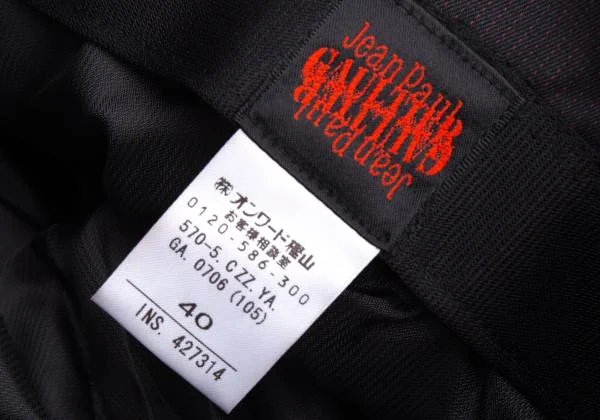 Jean Paul
GAULTIER
GAULTIER
Jean Paul
㈱オンワード樫山
お客様相談室
0120-586-300
570-5. CZZ. YA.
GA. 0706 (105)
40
INS. 427314